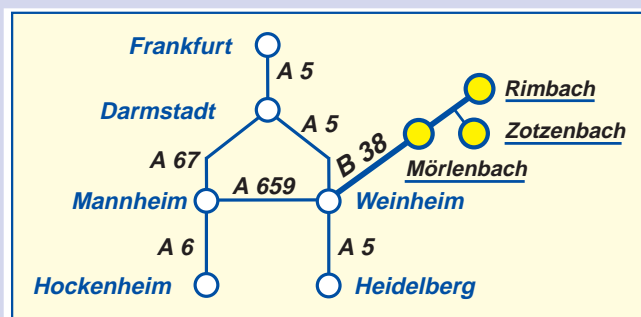 Frankfurt
A 5
Rimbach
Darmstadt
A 5
Zotzenbach
B 38
A 67
Mörlenbach
A 659
Mannheim
Weinheim
A 6
A 5
Hockenheim
Heidelberg